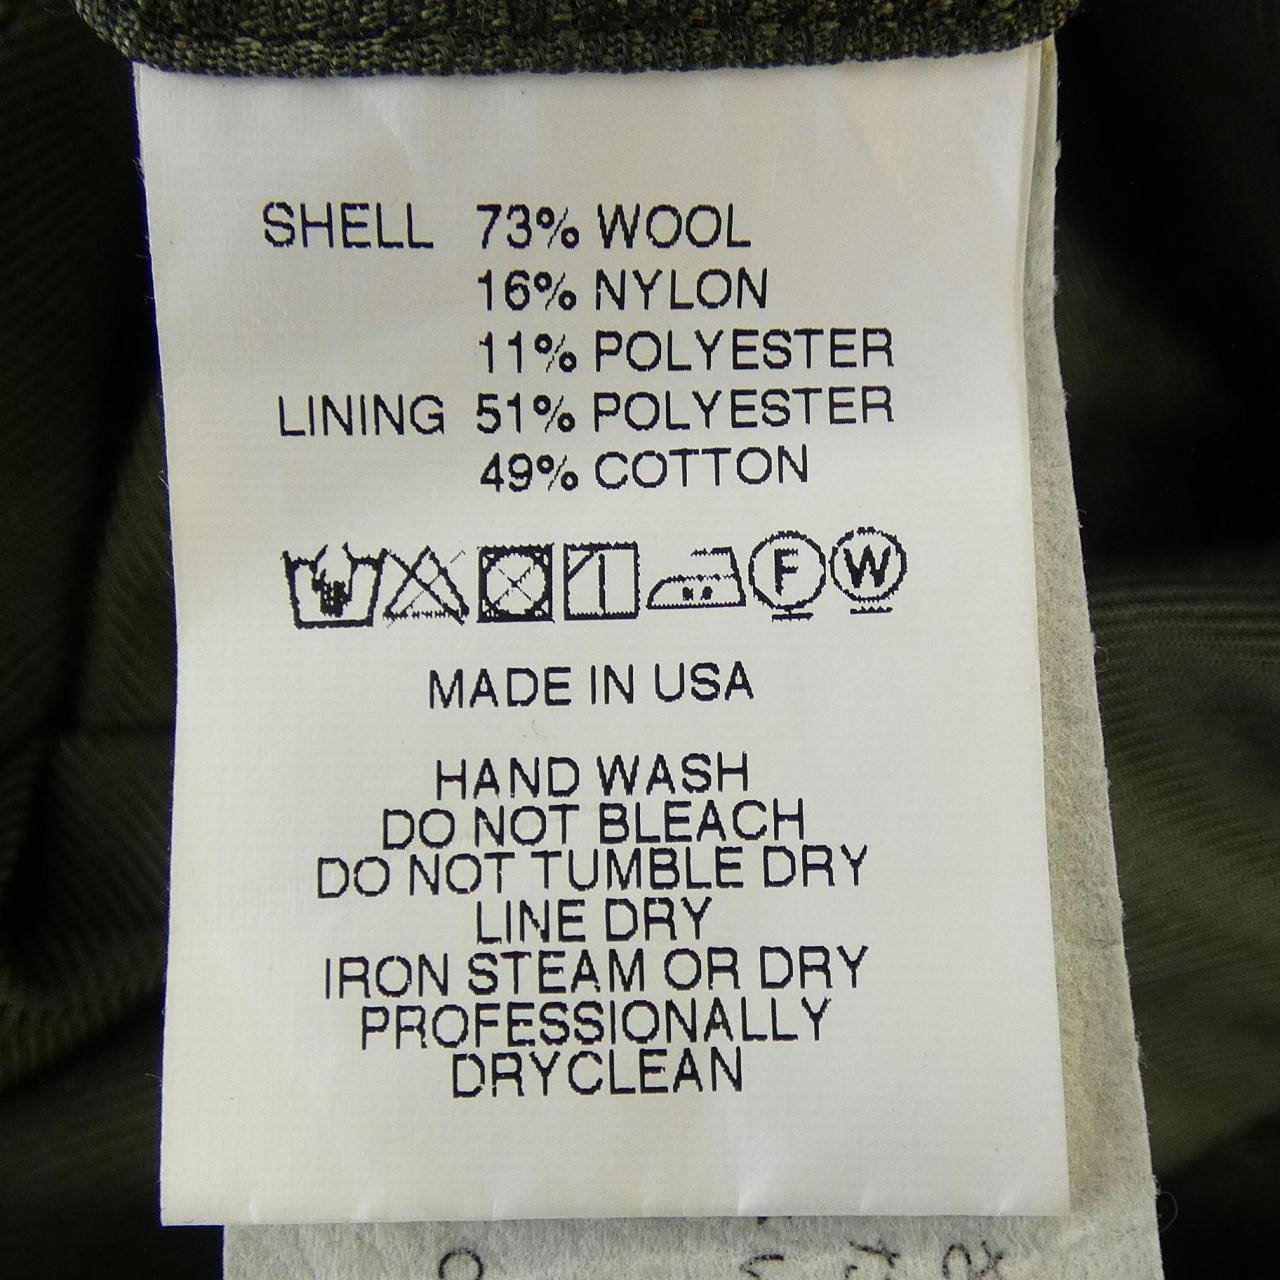 SHELL 73% WOOL
16% NYLON
11% POLYESTER
LINING 51% POLYESTER
49% COTTON
F W
MADE IN USA
HAND WASH
DO NOT BLEACH
DO NOT TUMBLE DRY
LINE DRY
IRON STEAM OR DRY
PROFESSIONALLY
DRYCLEAN